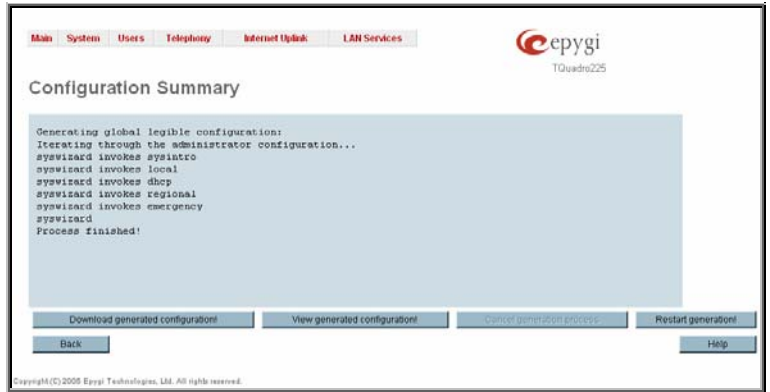 Main System Users Telephony Internet Uplink LAN Services
epygi
TQuadro225
Configuration Summary
Generating global legible configuration:
Iterating through the administrator configuration...
syswizard invokes sysintro
syswizard invokes local
syswizard invokes dhcp
syswizard invokes regional
syswizard invokes emergency
syswizard
Process finished!
Download generated configuration! View generated configuration! Cancel generation process Restart generation!
Back Help
Copyright (C) 2005 Epygi Technologies, Ltd. All rights reserved.